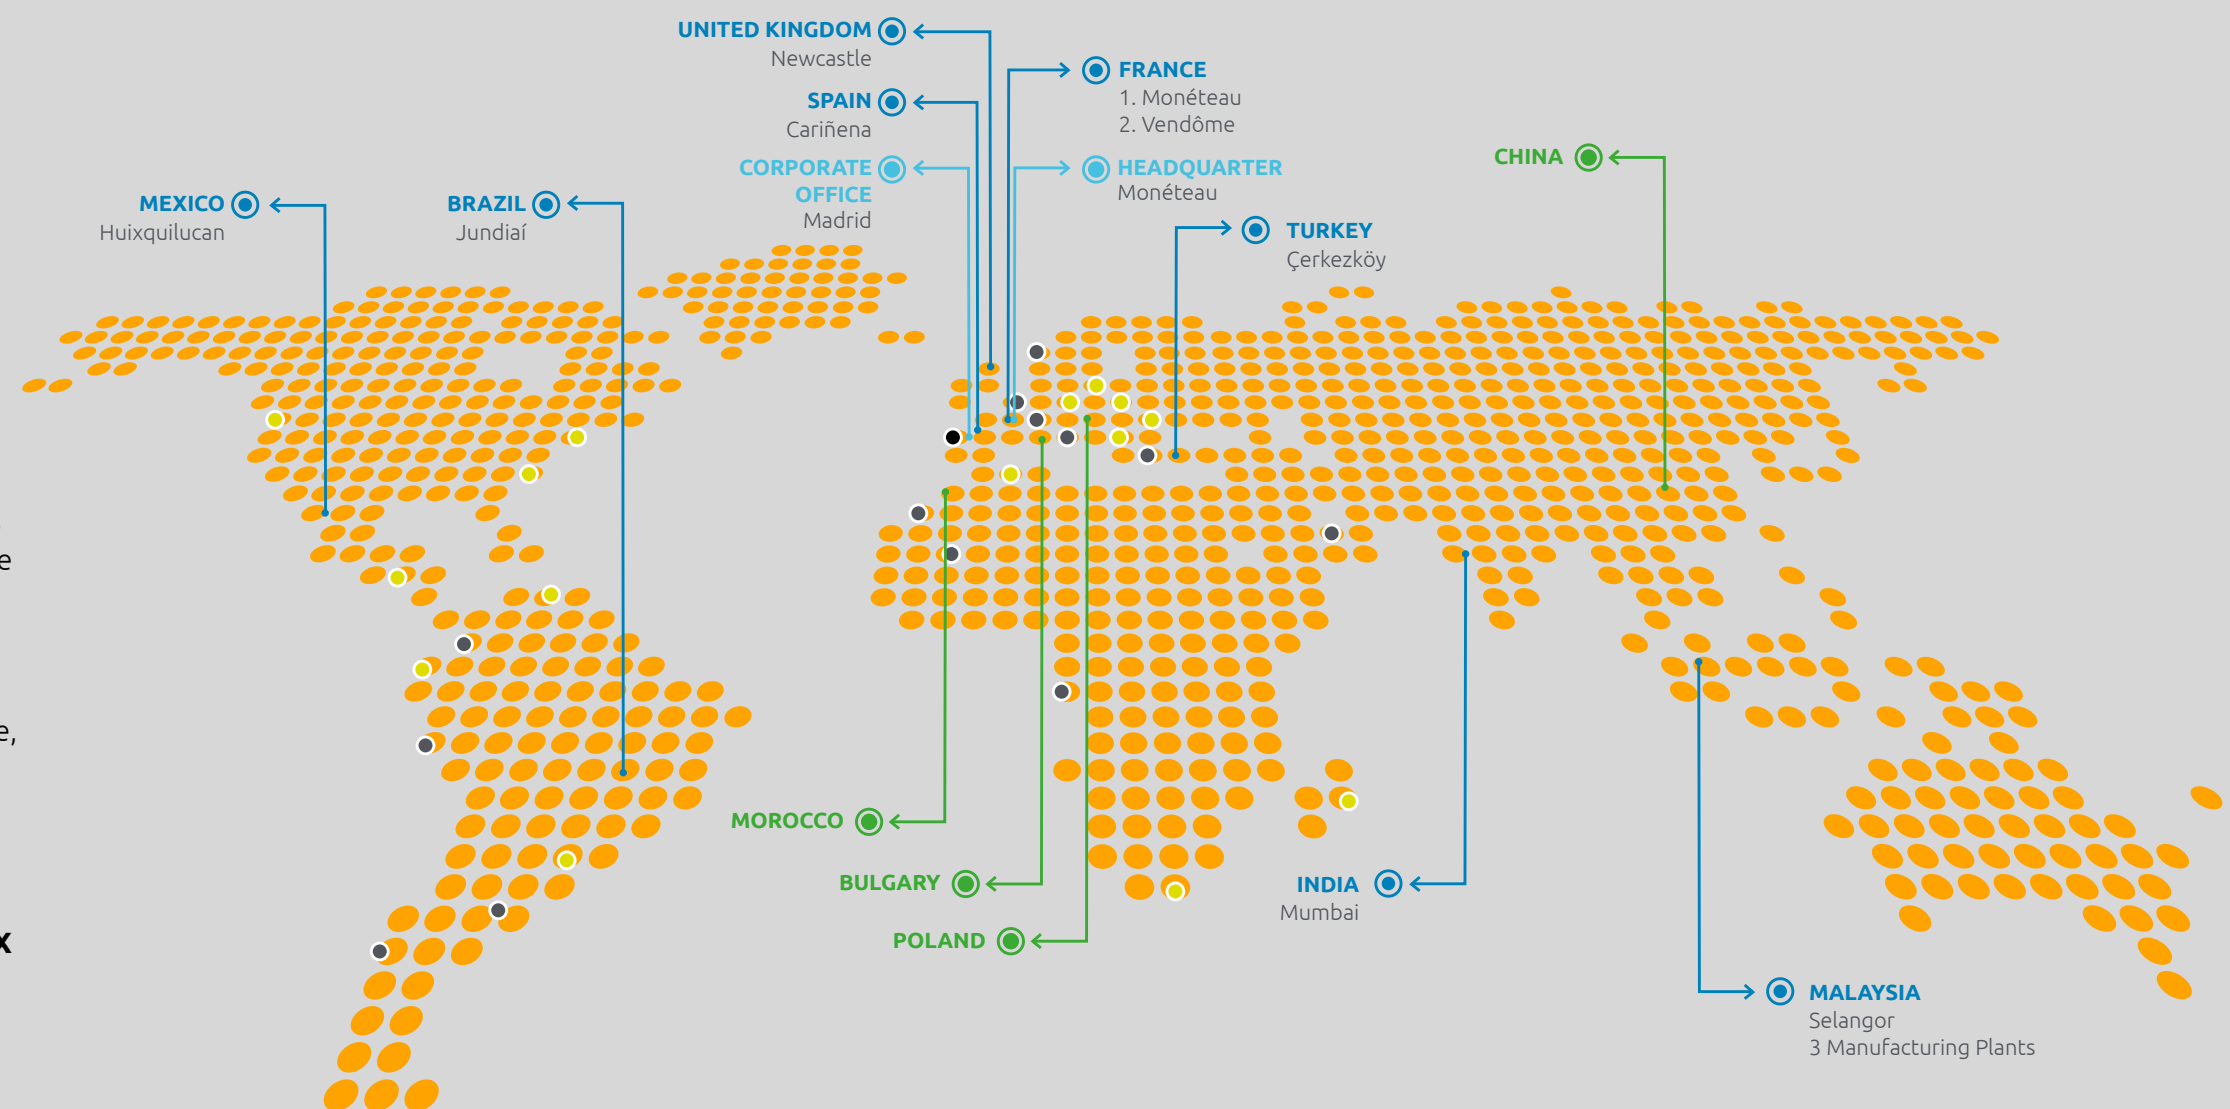 UNITED KINGDOM
Newcastle
FRANCE
1. Monéteau
2. Vendôme
SPAIN
Cariñena
CORPORATE
OFFICE
Madrid
HEADQUARTER
Monéteau
CHINA
MEXICO
Huixquilucan
BRAZIL
Jundiaí
TURKEY
Çerkezköy
e
e,
x
MOROCCO
BULGARY
POLAND
INDIA
Mumbai
MALAYSIA
Selangor
3 Manufacturing Plants